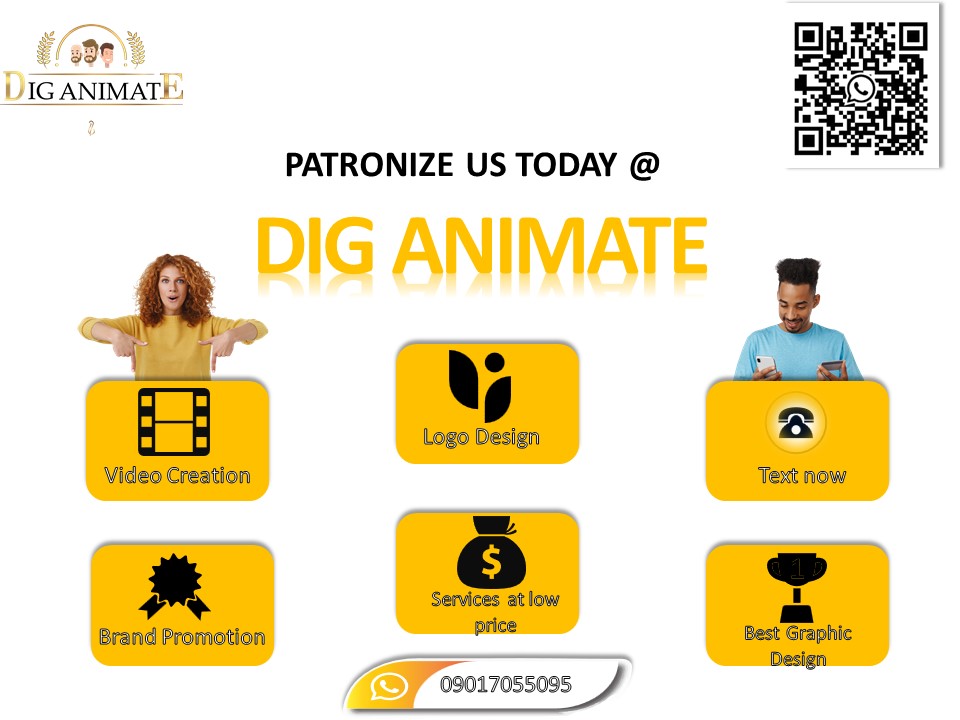 DIG ANIMATE
PATRONIZE US TODAY @
DIG ANIMATE
Logo Design
Video Creation
Text now
$
1
Services at low
price
Brand Promotion
Best Graphic
Design
09017055095